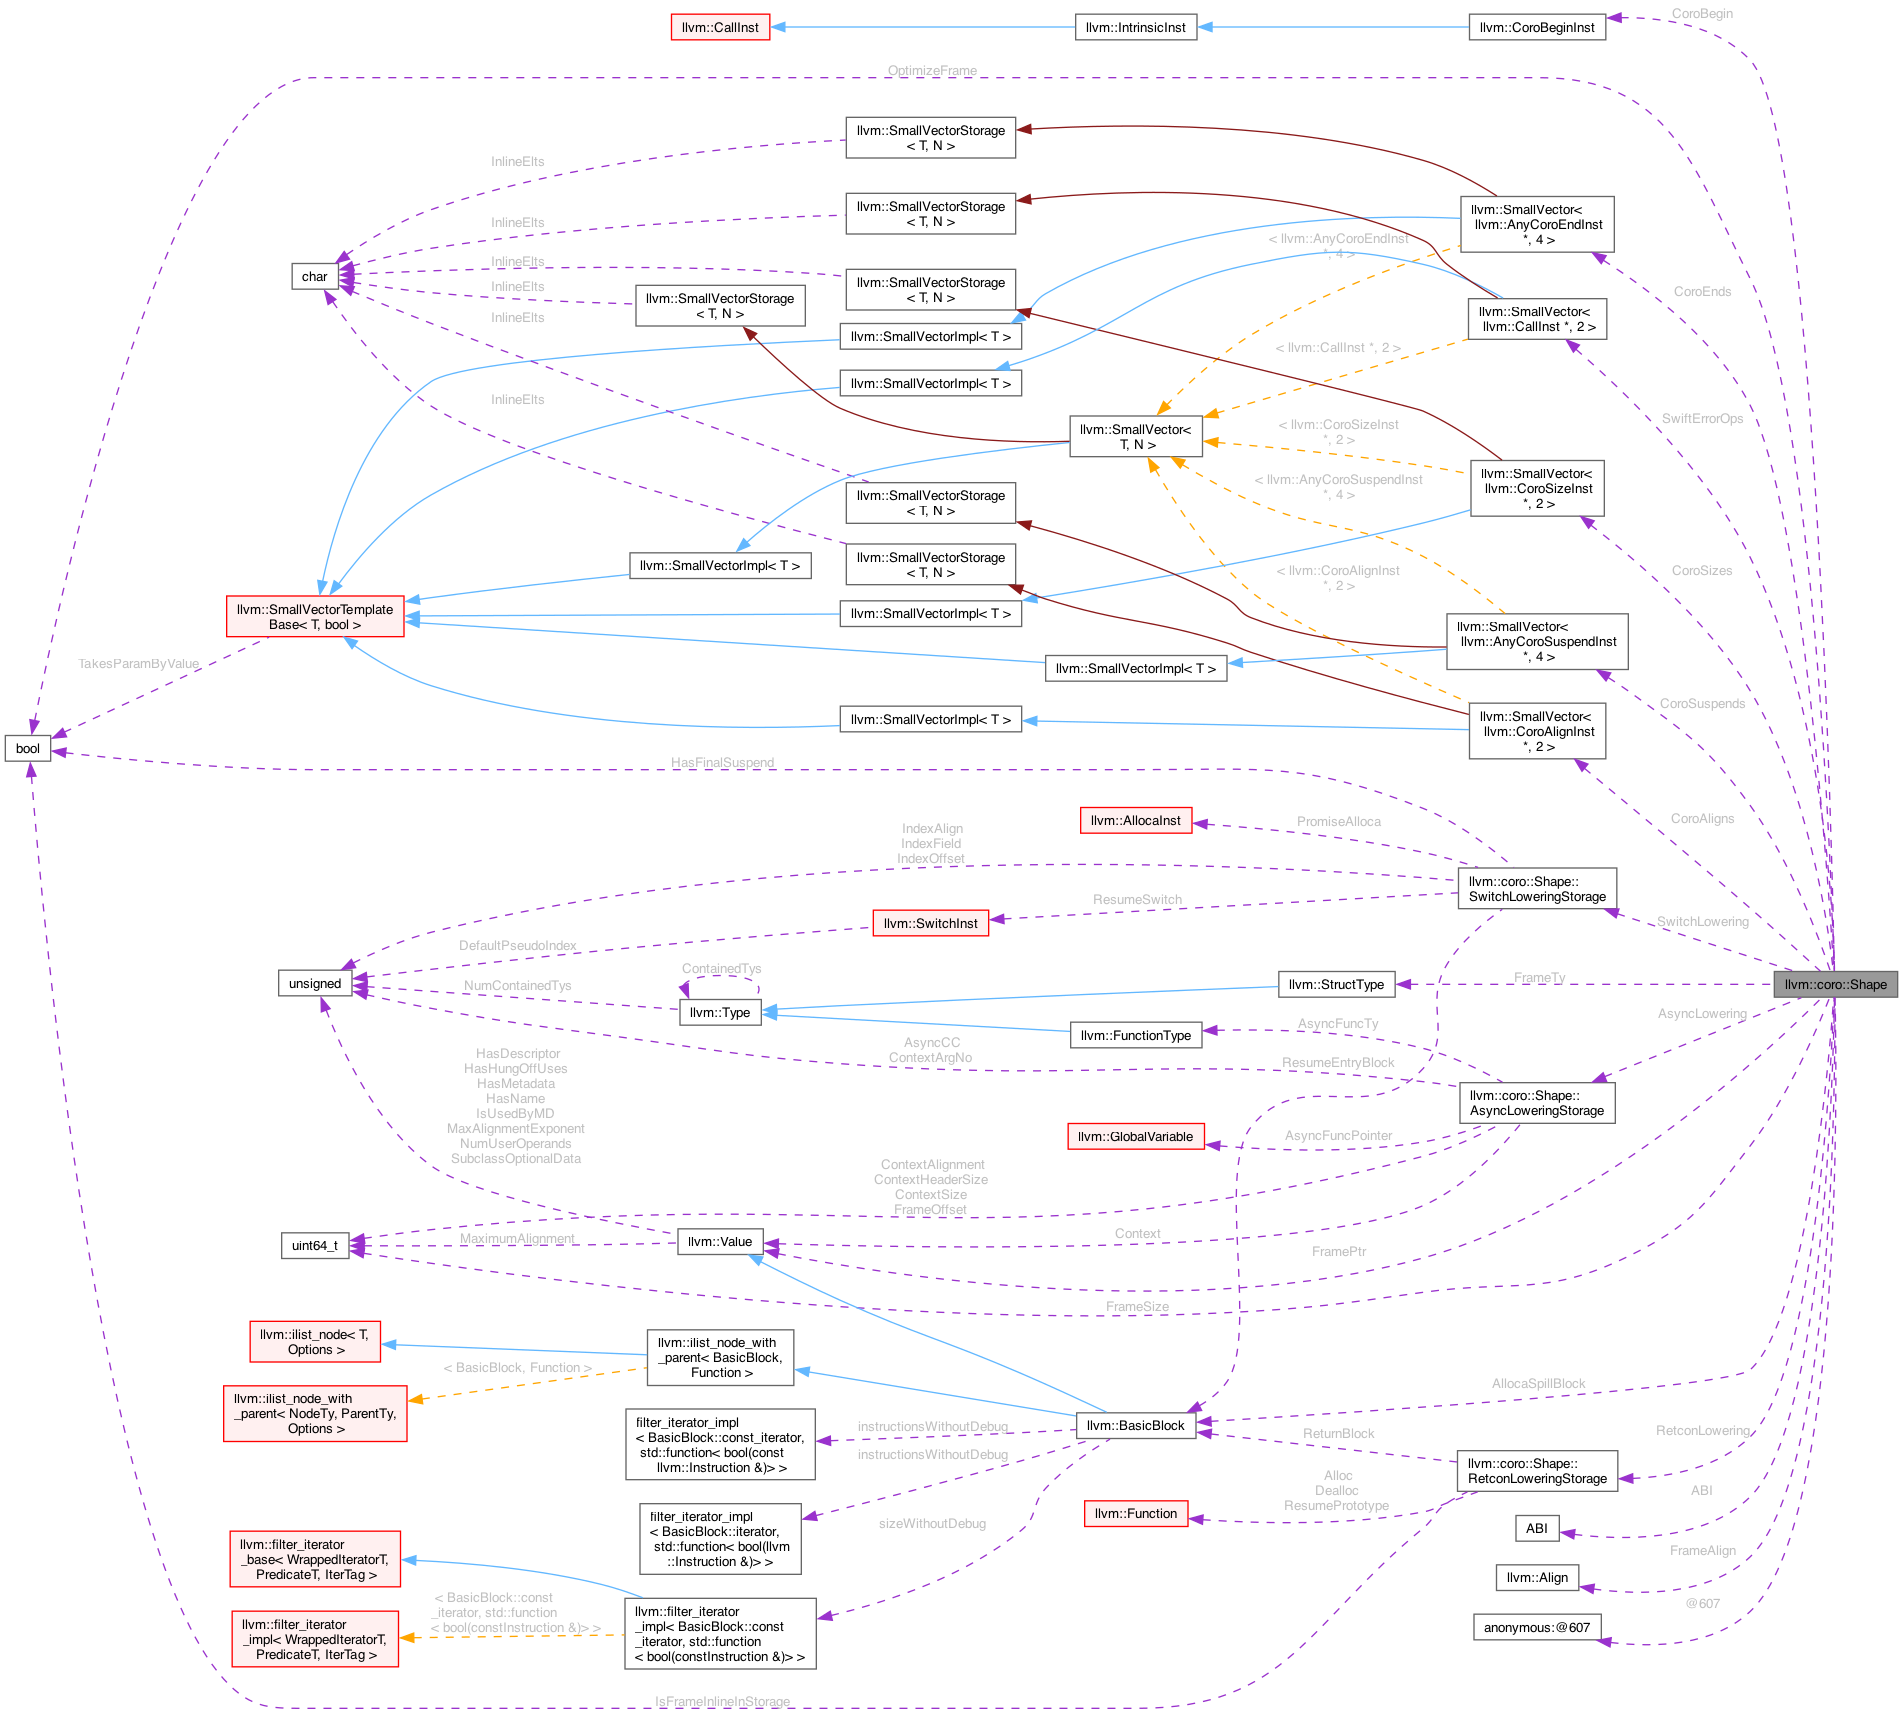 CoroBegin
llvm::CallInst
llvm::IntrinsicInst
llvm::CoroBeginInst
OptimizeFrame
llvm::SmallVectorStorage
< T, N >
InlineElts
llvm::SmallVectorStorage
< T, N >
InlineElts
llvm::SmallVector<
llvm::AnyCoroEndInst
*, 4 >
< llvm::AnyCoroEndInst
*, 4 >
char
InlineElts
InlineElts
InlineElts
llvm::SmallVectorStorage
< T, N >
llvm::SmallVectorStorage
< T, N >
CoroEnds
llvm::SmallVector<
llvm::CallInst *, 2 >
llvm::SmallVectorImpl< T >
< llvm::CallInst *, 2 >
llvm::SmallVectorImpl< T >
InlineElts
SwiftErrorOps
llvm::SmallVector<
T, N >
< llvm::CoroSizeInst
*, 2 >
< llvm::AnyCoroSuspendInst
*, 4 >
llvm::SmallVector<
llvm::CoroSizeInst
*, 2 >
llvm::SmallVectorStorage
< T, N >
llvm::SmallVectorImpl< T >
llvm::SmallVectorStorage
< T, N >
< llvm::CoroAlignInst
*, 2 >
CoroSizes
llvm::SmallVectorTemplate
Base< T, bool >
llvm::SmallVectorImpl< T >
llvm::SmallVector<
llvm::AnyCoroSuspendInst
*, 4 >
TakesParamByValue
llvm::SmallVectorImpl< T >
CoroSuspends
llvm::SmallVectorImpl< T >
llvm::SmallVector<
llvm::CoroAlignInst
*, 2 >
bool
HasFinalSuspend
llvm::AllocaInst
PromiseAlloca
CoroAligns
IndexAlign
IndexField
IndexOffset
llvm::coro::Shape::
SwitchLoweringStorage
ResumeSwitch
llvm::SwitchInst
SwitchLowering
DefaultPseudoIndex
unsigned
ContainedTys
NumContainedTys
llvm::Type
llvm::StructType
FrameTy
llvm::coro::Shape
AsyncLowering
llvm::FunctionType
AsyncFuncTy
AsyncCC
ContextArgNo
ResumeEntryBlock
HasDescriptor
HasHungOffUses
HasMetadata
HasName
IsUsedByMD
MaxAlignmentExponent
NumUserOperands
SubclassOptionalData
llvm::coro::Shape::
AsyncLoweringStorage
llvm::GlobalVariable
AsyncFuncPointer
ContextAlignment
ContextHeaderSize
ContextSize
FrameOffset
uint64_t
MaximumAlignment
llvm::Value
Context
FramePtr
FrameSize
llvm::ilist_node< T,
Options >
llvm::ilist_node_with
_parent< BasicBlock,
Function >
< BasicBlock, Function >
llvm::ilist_node_with
_parent< NodeTy, ParentTy,
Options >
AllocaSpillBlock
filter_iterator_impl
< BasicBlock::const_iterator,
std::function< bool(const
llvm::Instruction &)> >
instructionsWithoutDebug
llvm::BasicBlock
ReturnBlock
RetconLowering
instructionsWithoutDebug
llvm::coro::Shape::
RetconLoweringStorage
Alloc
Dealloc
ResumePrototype
ABI
llvm::Function
filter_iterator_impl
< BasicBlock::iterator,
std::function< bool(llvm
::Instruction &)> >
sizeWithoutDebug
ABI
llvm::filter_iterator
_base< WrappedIteratorT,
PredicateT, IterTag >
FrameAlign
llvm::Align
< BasicBlock::const
_iterator, std::function
< bool(constInstruction &)> >
llvm::filter_iterator
_impl< WrappedIteratorT,
PredicateT, IterTag >
llvm::filter_iterator
_impl< BasicBlock::const
_iterator, std::function
< bool(constInstruction &)> >
@607
anonymous:@607
IsFrameInlineInStorage